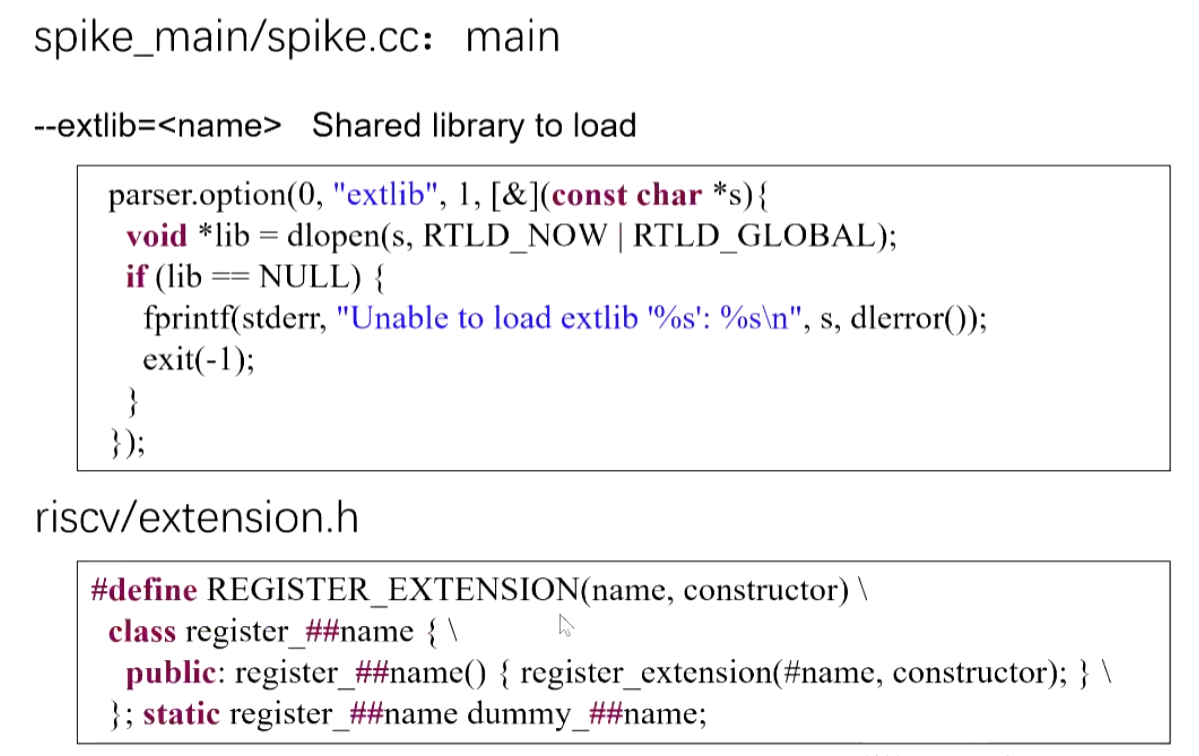 spike_main/spike.cc： main
--extlib=<name> Shared library to load
parser.option(0, "extlib", 1, [&](const char *s){
void *lib = dlopen(s, RTLD_NOW | RTLD_GLOBAL);
if (lib == NULL) {
fprintf(stderr, "Unable to load extlib '%s': %s\n", s, dlerror());
exit(-1);
}
});
riscv/extension.h
#define REGISTER_EXTENSION(name, constructor) \
class register_##name { \
public: register_##name() { register_extension(#name, constructor); } \
}; static register_##name dummy_##name;